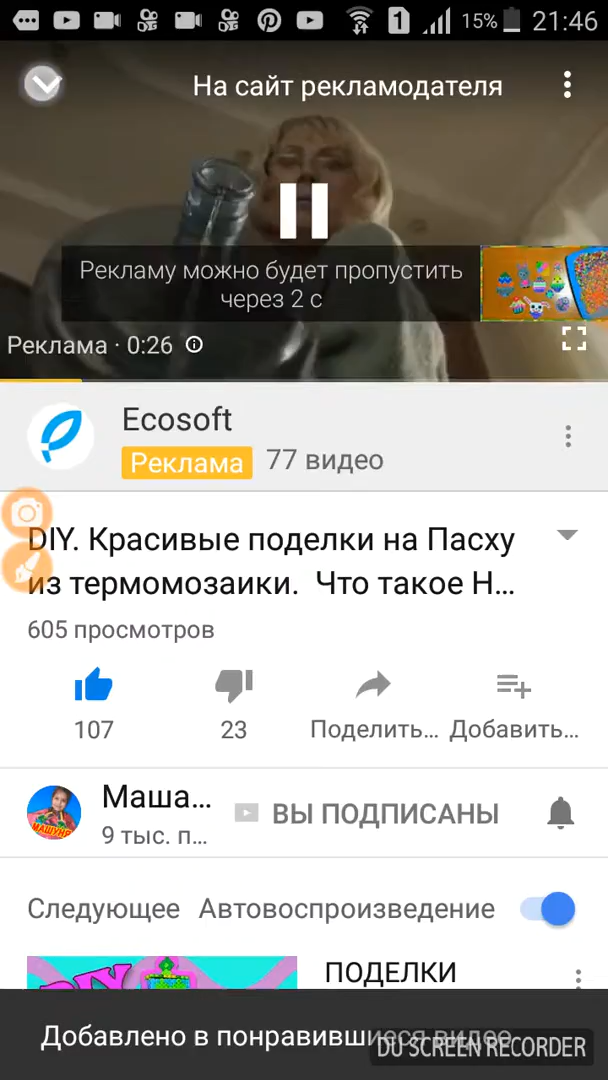 1 15% 21:46
На сайт рекламодателя
Рекламу можно будет пропустить
через 2 с
Реклама · 0:26
Ecosoft
Реклама 77 видео
DIY. Красивые поделки на Пасху
из термомозаики. Что такое Н...
605 просмотров
107 23 Поделить... Добавить...
Маша... ВЫ ПОДПИСАНЫ
9 тыс. п...
МАШУНЯ
Следующее Автовоспроизведение
DIY
ПОДЕЛКИ
Добавлено в понравившиеся видео
DU SCREEN RECORDER